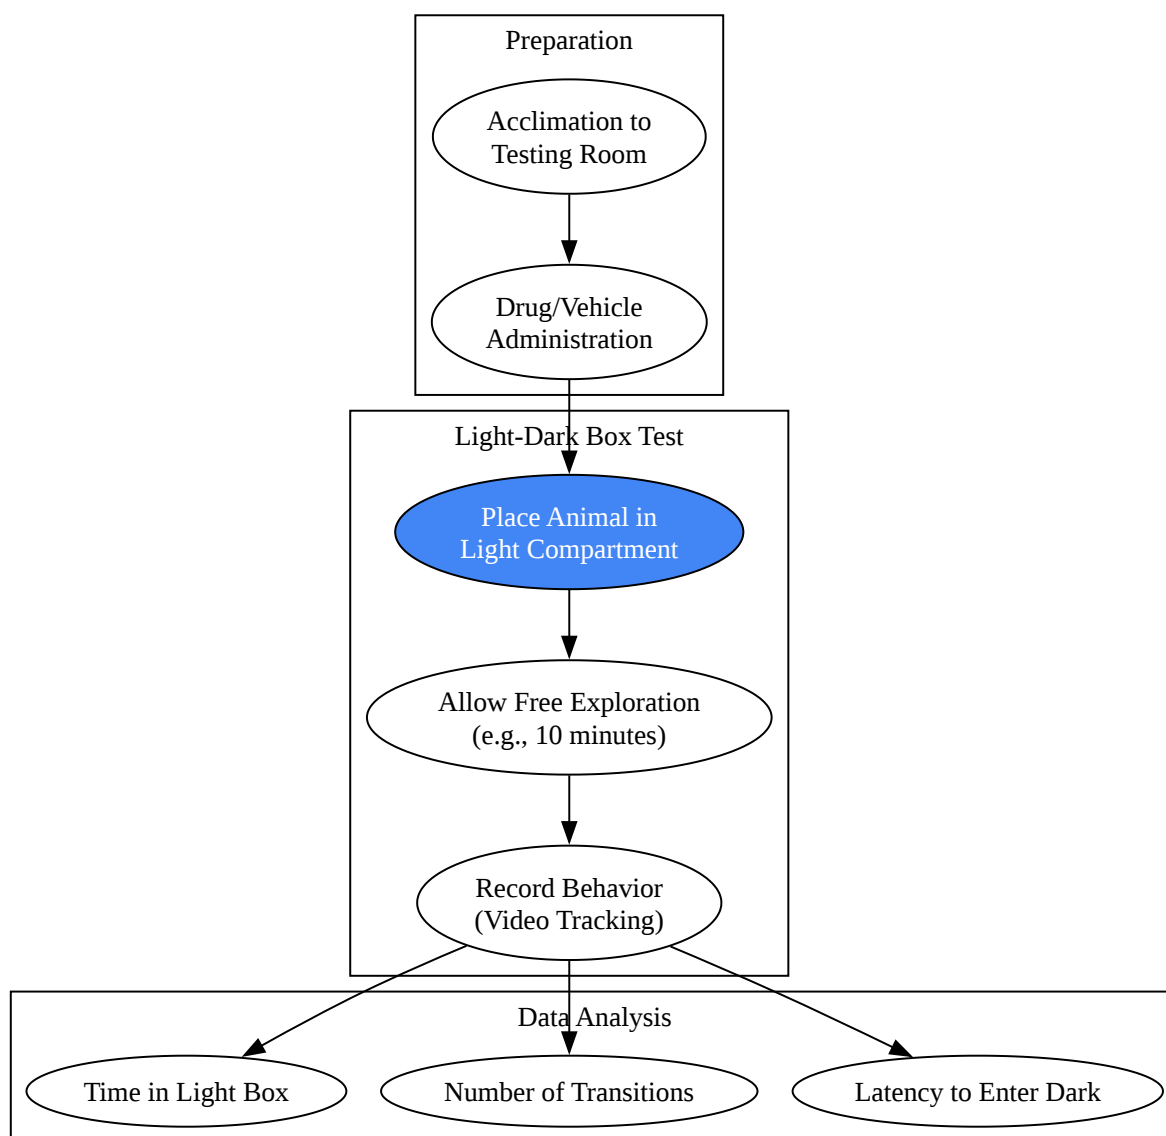 Preparation
Acclimation to
Testing Room
Drug/Vehicle
Administration
Light-Dark Box Test
Place Animal in
Light Compartment
Allow Free Exploration
(e.g., 10 minutes)
Record Behavior
(Video Tracking)
Data Analysis
Time in Light Box
Number of Transitions
Latency to Enter Dark